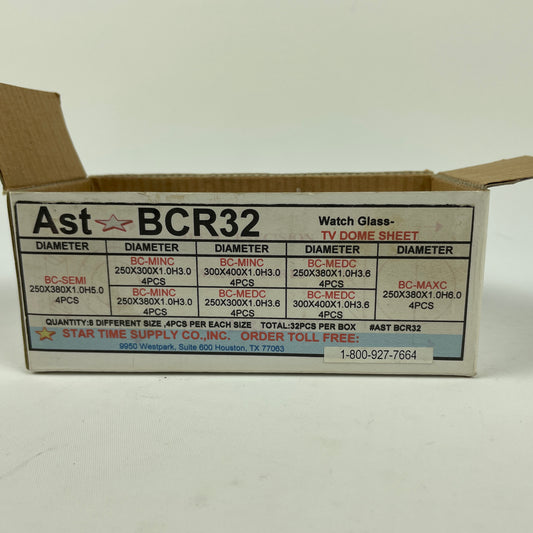 Ast BCR32
Watch Glass-
TV DOME SHEET
DIAMETER DIAMETER DIAMETER DIAMETER DIAMETER
BC-SEMI
250X380X1.0H5.0
4PCS
BC-MINC
250X300X1.0H3.0
4PCS
BC-MINC
250X380X1.0H3.0
4PCS
BC-MINC
300X400X1.0H3.0
4PCS
BC-MEDC
250X300X1.0H3.6
4PCS
BC-MEDC
250X380X1.0H3.6
4PCS
BC-MEDC
300X400X1.0H3.6
4PCS
BC-MAXC
250X380X1.0H6.0
4PCS
QUANTITY:8 DIFFERENT SIZE ,4PCS PER EACH SIZE TOTAL:32PCS PER BOX #AST BCR32
STAR TIME SUPPLY CO.,INC. ORDER TOLL FREE:
9950 Westpark, Suite 600 Houston, TX 77063
1-800-927-7664